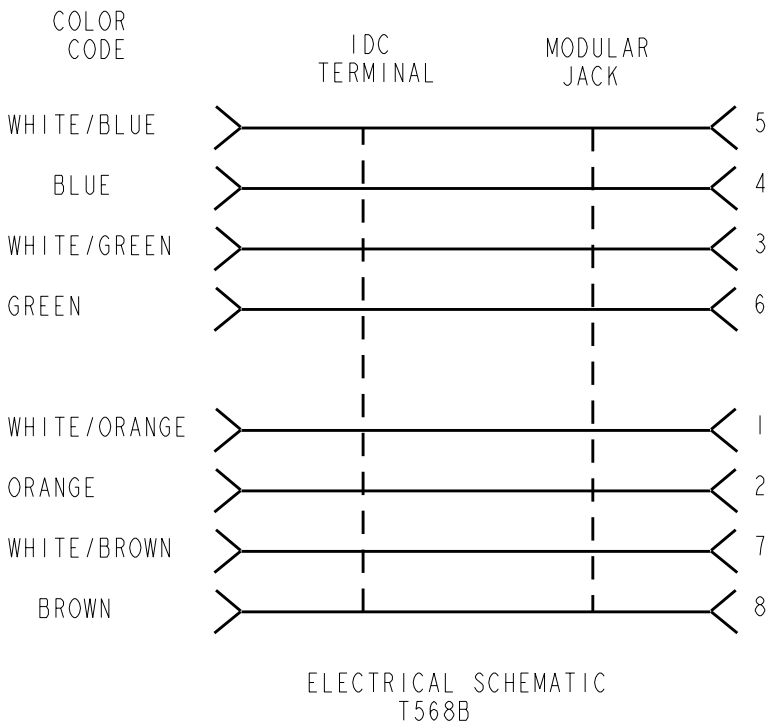 COLOR
CODE
IDC
TERMINAL
MODULAR
JACK
WHITE/BLUE 5
BLUE 4
WHITE/GREEN 3
GREEN 6
WHITE/ORANGE 1
ORANGE 2
WHITE/BROWN 7
BROWN 8
ELECTRICAL SCHEMATIC
T568B